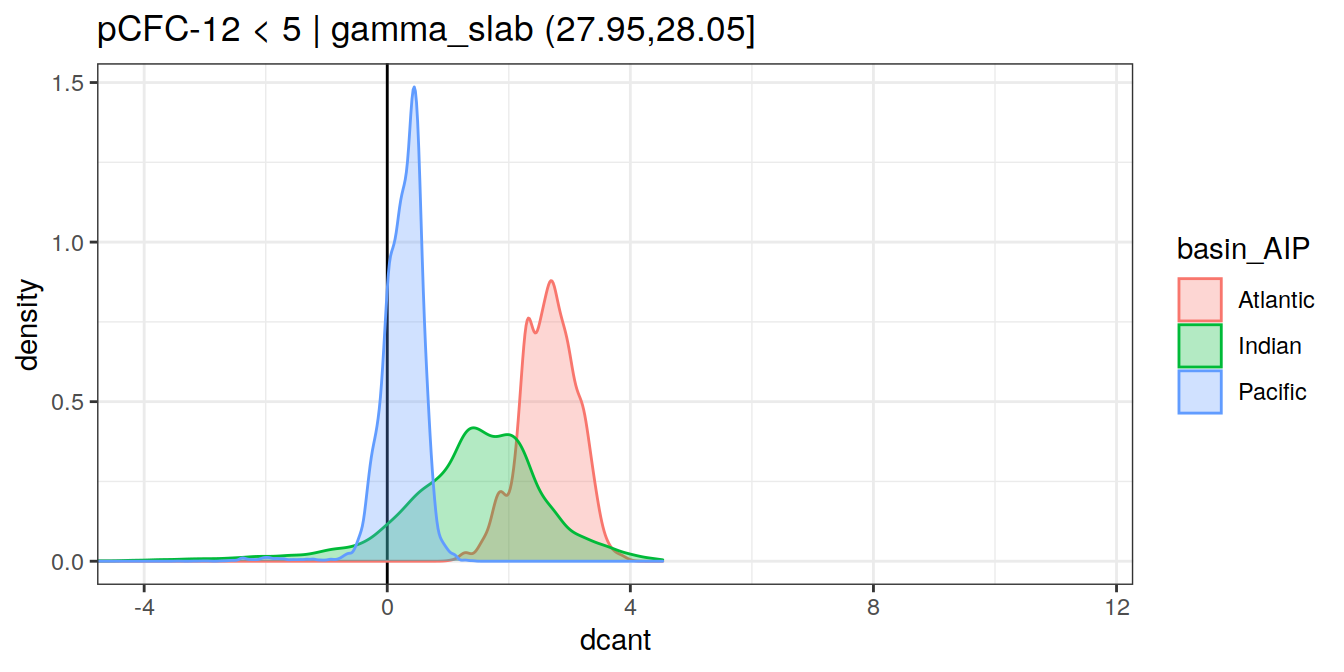 pCFC-12 < 5 | gamma_slab (27.95,28.05]
density
1.5
1.0
0.5
0.0
-4
0
4
8
12
dcant
basin_AIP
Atlantic
Indian
Pacific